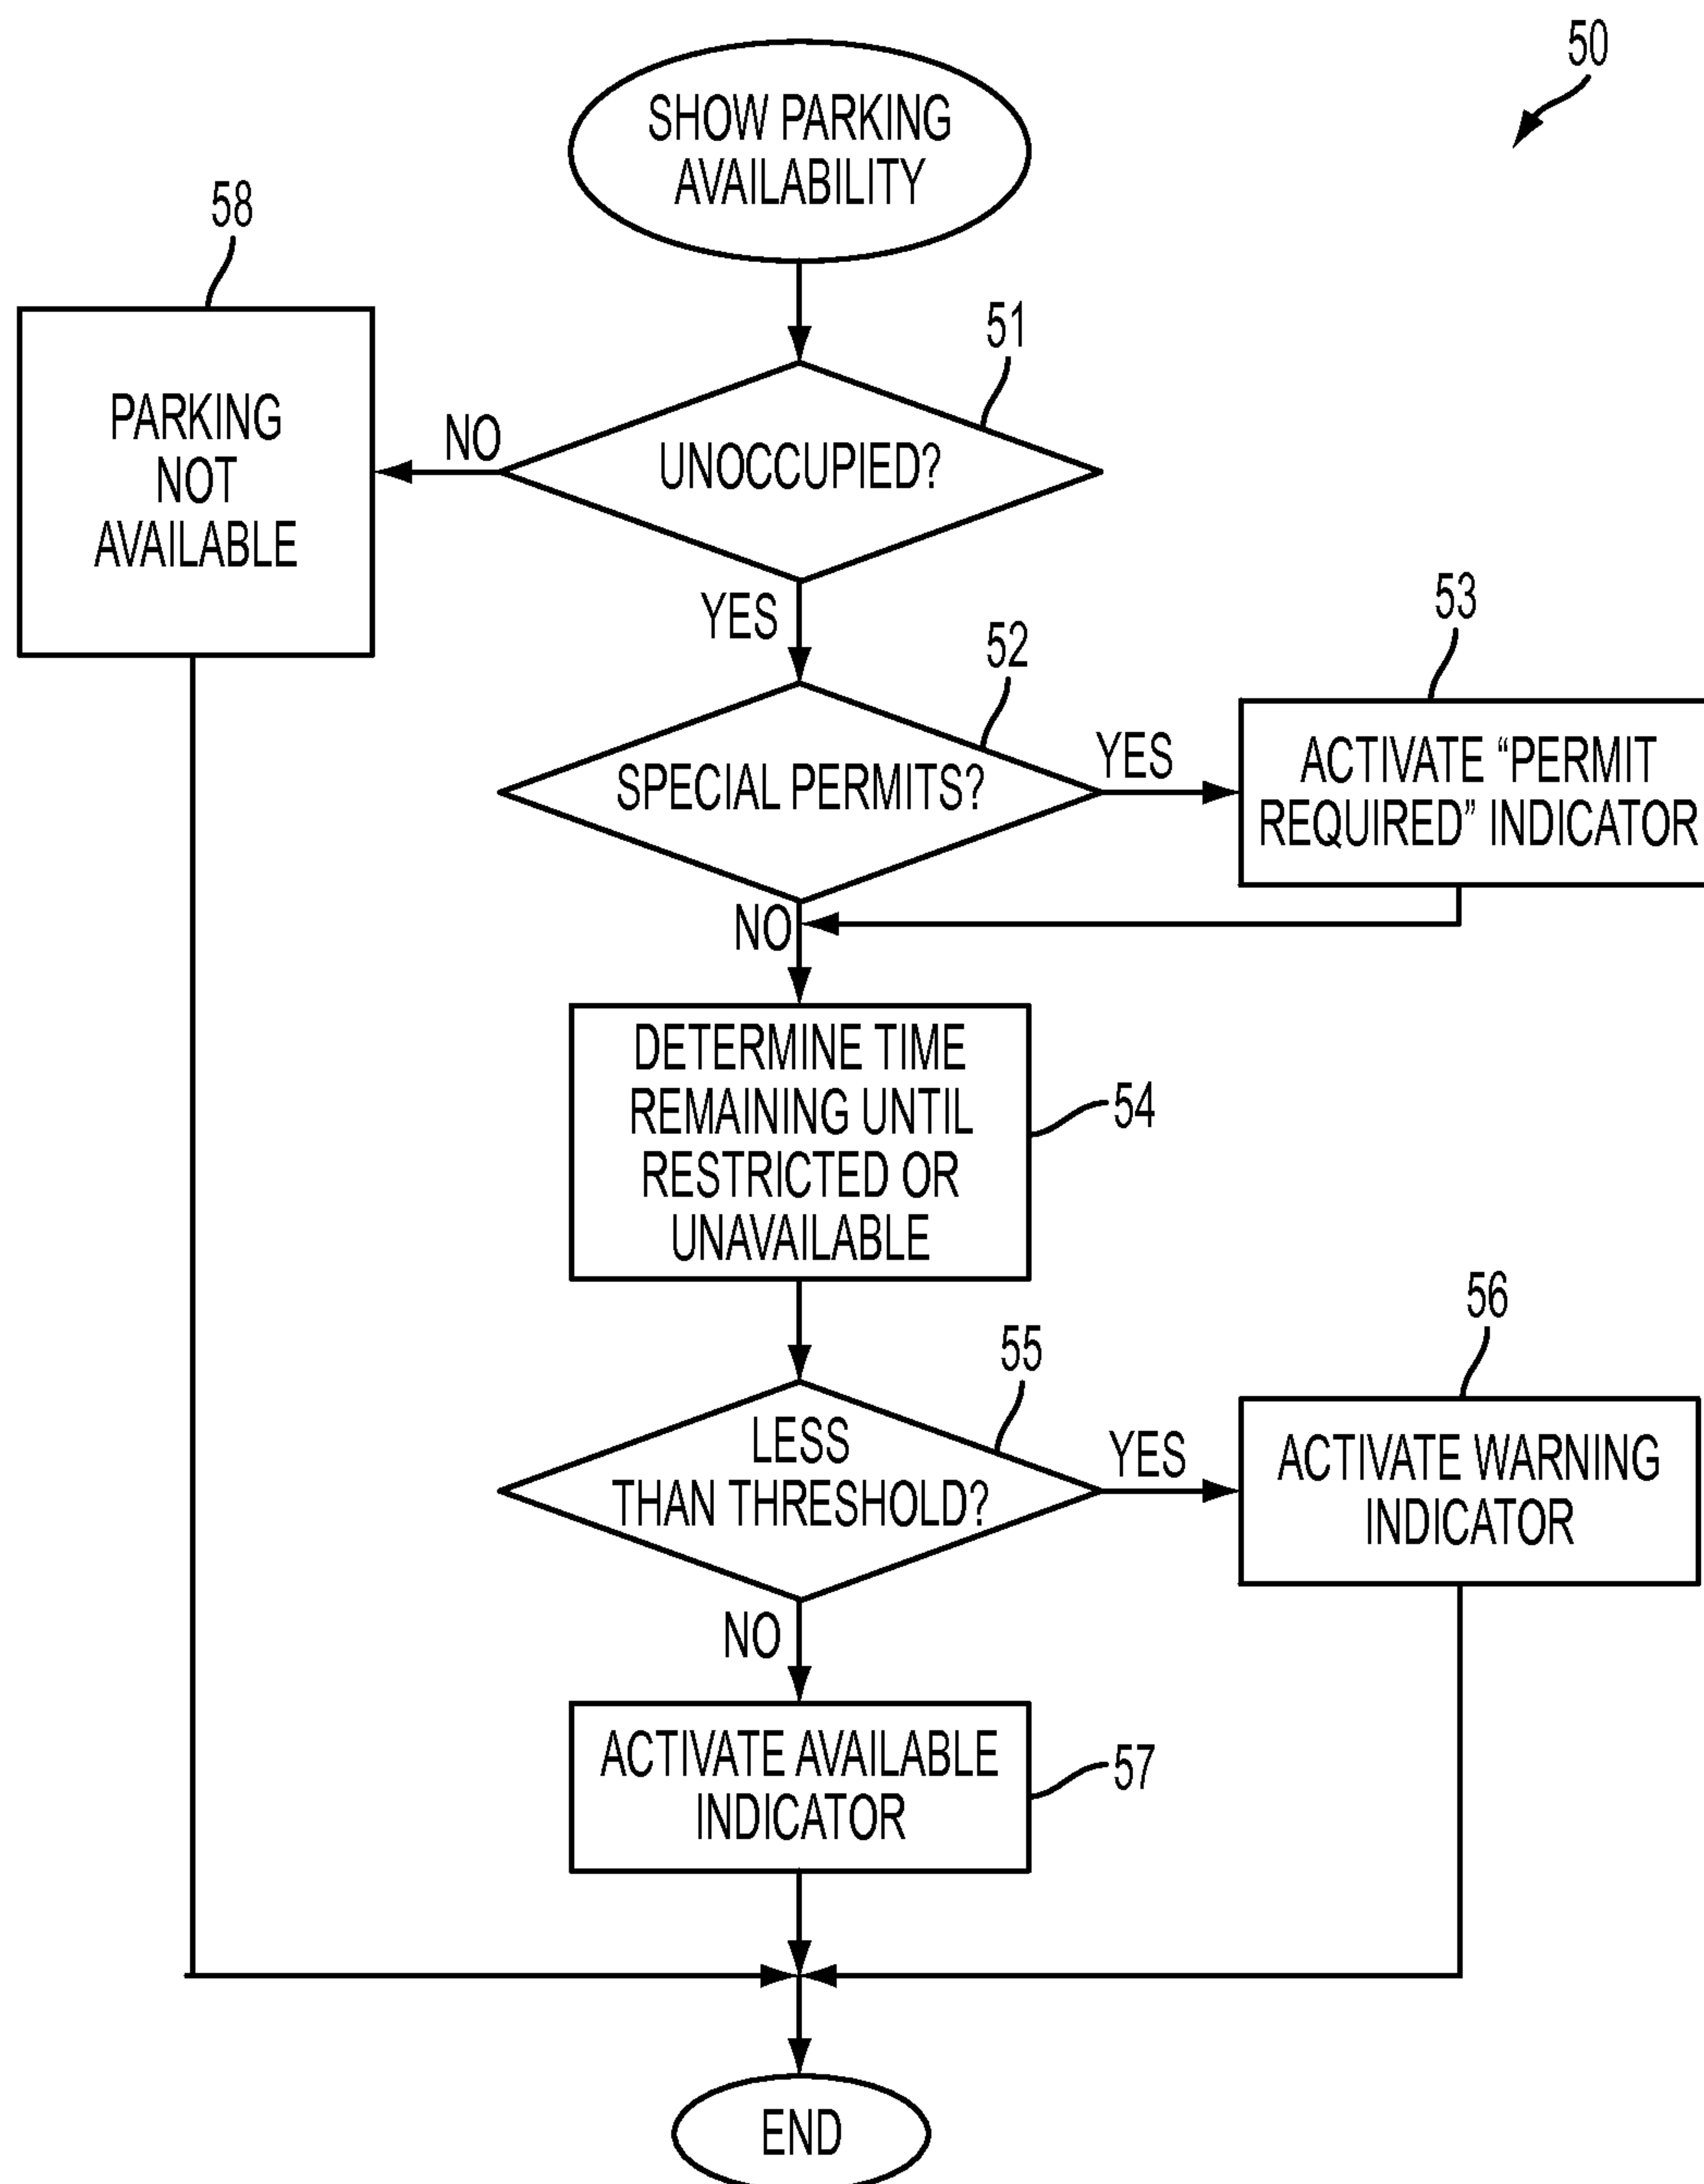 50
SHOW PARKING
AVAILABILITY
58
51
PARKING
NOT
AVAILABLE
NO
UNOCCUPIED?
YES
52
53
SPECIAL PERMITS?
YES
ACTIVATE “PERMIT
REQUIRED” INDICATOR
NO
DETERMINE TIME
REMAINING UNTIL
RESTRICTED OR
UNAVAILABLE
54
55
56
LESS
THAN THRESHOLD?
YES
ACTIVATE WARNING
INDICATOR
NO
ACTIVATE AVAILABLE
INDICATOR
57
END